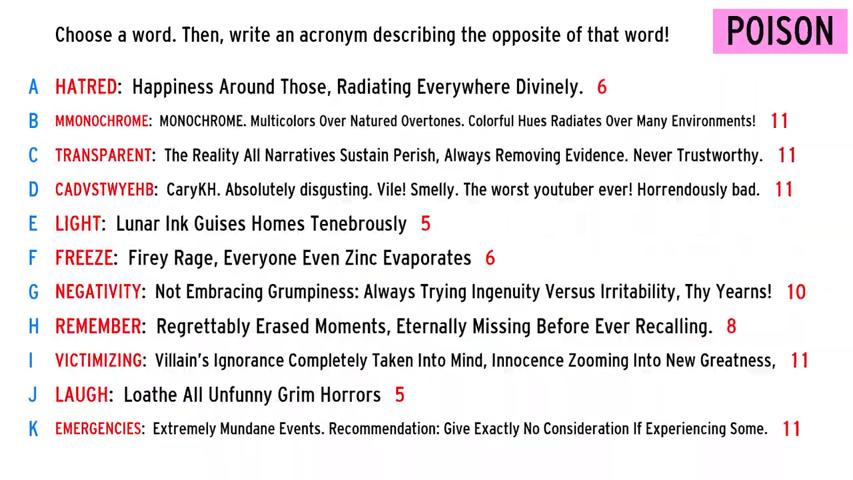 Choose a word. Then, write an acronym describing the opposite of that word!
POISON
A HATRED: Happiness Around Those, Radiating Everywhere Divinely. 6
B MMONOCHROME: MONOCHROME. Multicolors Over Natured Overtones. Colorful Hues Radiates Over Many Environments! 11
C TRANSPARENT: The Reality All Narratives Sustain Perish, Always Removing Evidence. Never Trustworthy. 11
D CADVSTWYEHB: CaryKH. Absolutely disgusting. Vile! Smelly. The worst youtuber ever! Horrendously bad. 11
E LIGHT: Lunar Ink Guises Homes Tenebrously 5
F FREEZE: Firey Rage, Everyone Even Zinc Evaporates 6
G NEGATIVITY: Not Embracing Grumpiness: Always Trying Ingenuity Versus Irritability, Thy Yearns! 10
H REMEMBER: Regrettably Erased Moments, Eternally Missing Before Ever Recalling. 8
I VICTIMIZING: Villain's Ignorance Completely Taken Into Mind, Innocence Zooming Into New Greatness, 11
J LAUGH: Loathe All Unfunny Grim Horrors 5
K EMERGENCIES: Extremely Mundane Events. Recommendation: Give Exactly No Consideration If Experiencing Some. 11